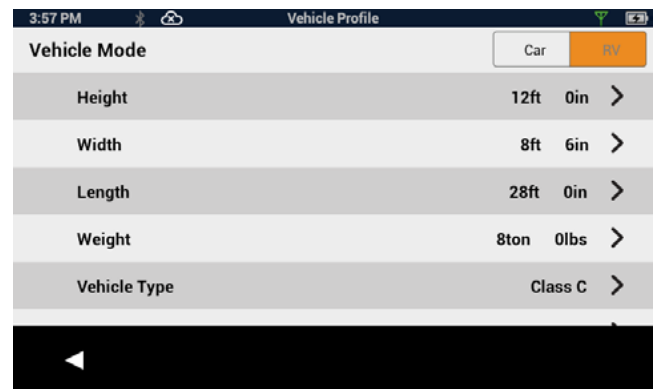 3:57 PM Vehicle Profile
Vehicle Mode Car RV
Height 12ft 0in
Width 8ft 6in
Length 28ft 0in
Weight 8ton 0lbs
Vehicle Type Class C